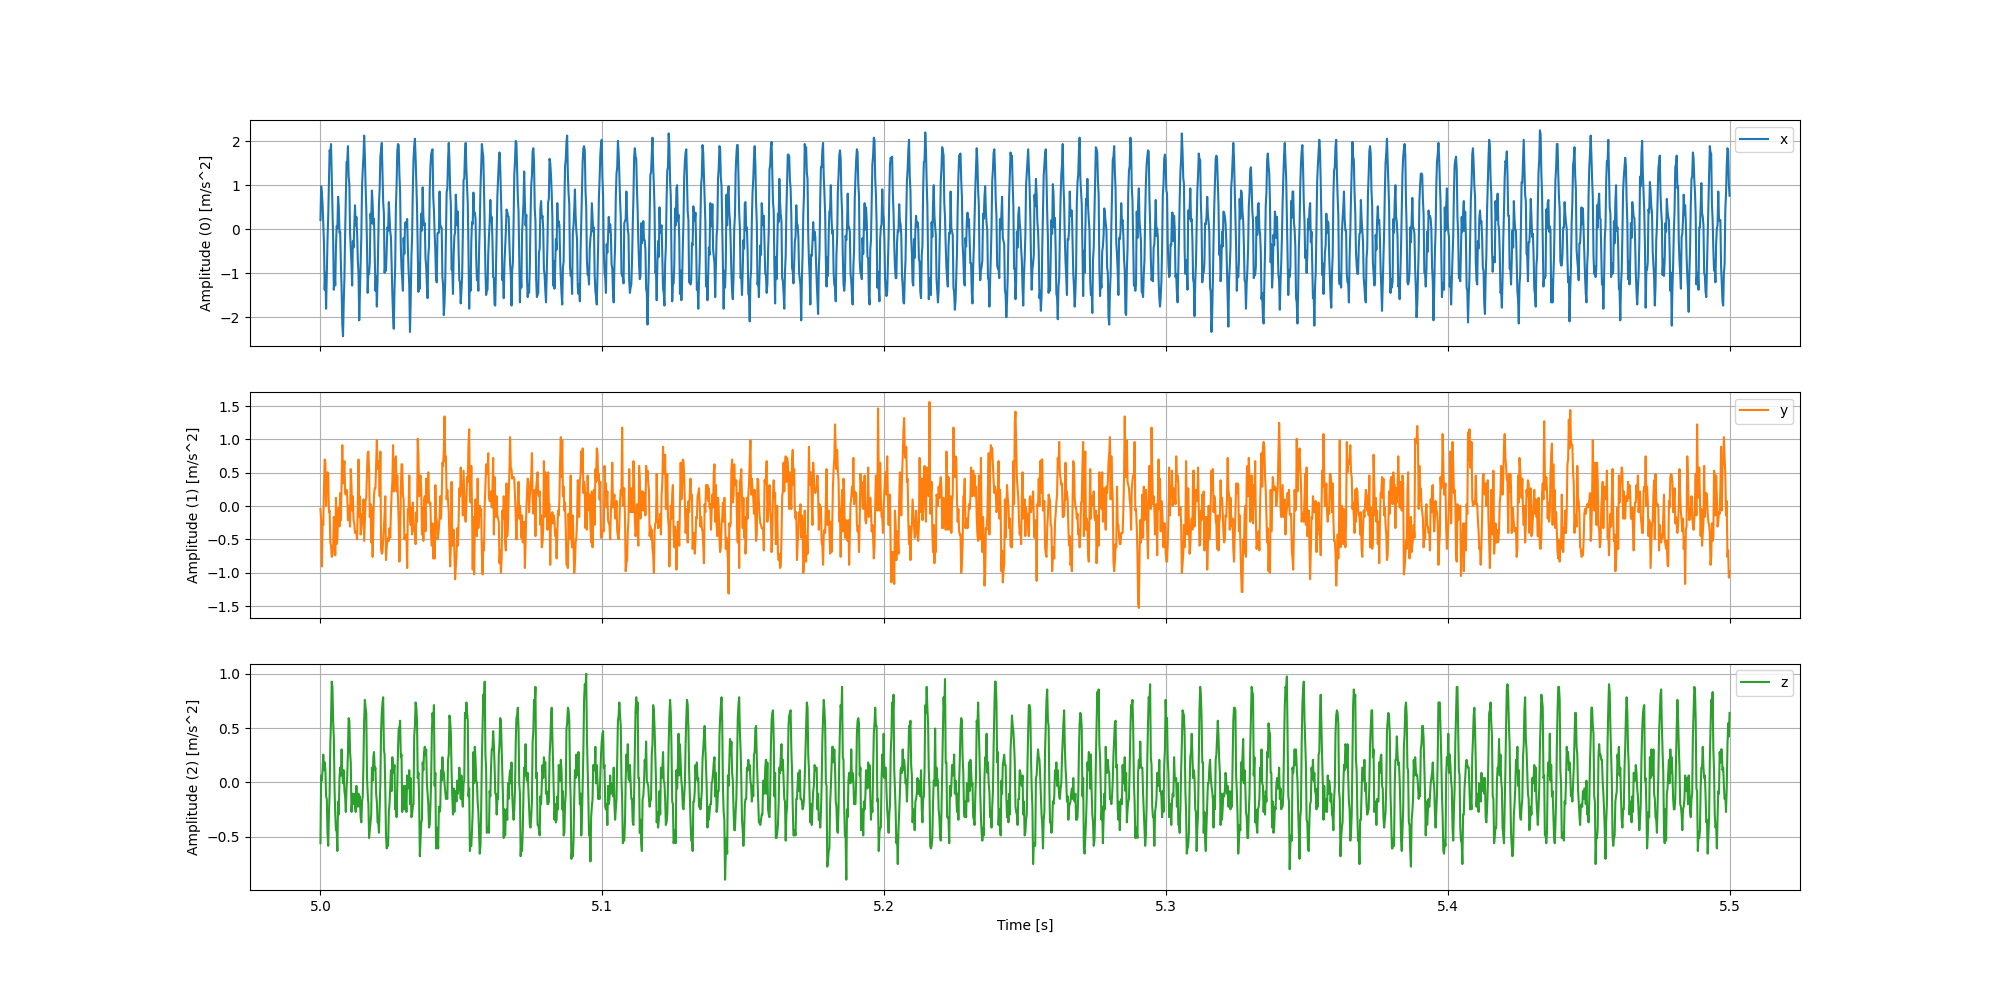 Amplitude (0) [m/s^2]
2
1
0
−1
−2
x
Amplitude (1) [m/s^2]
1.5
1.0
0.5
0.0
−0.5
−1.0
−1.5
y
Amplitude (2) [m/s^2]
1.0
0.5
0.0
−0.5
z
5.0 5.1 5.2 5.3 5.4 5.5
Time [s]